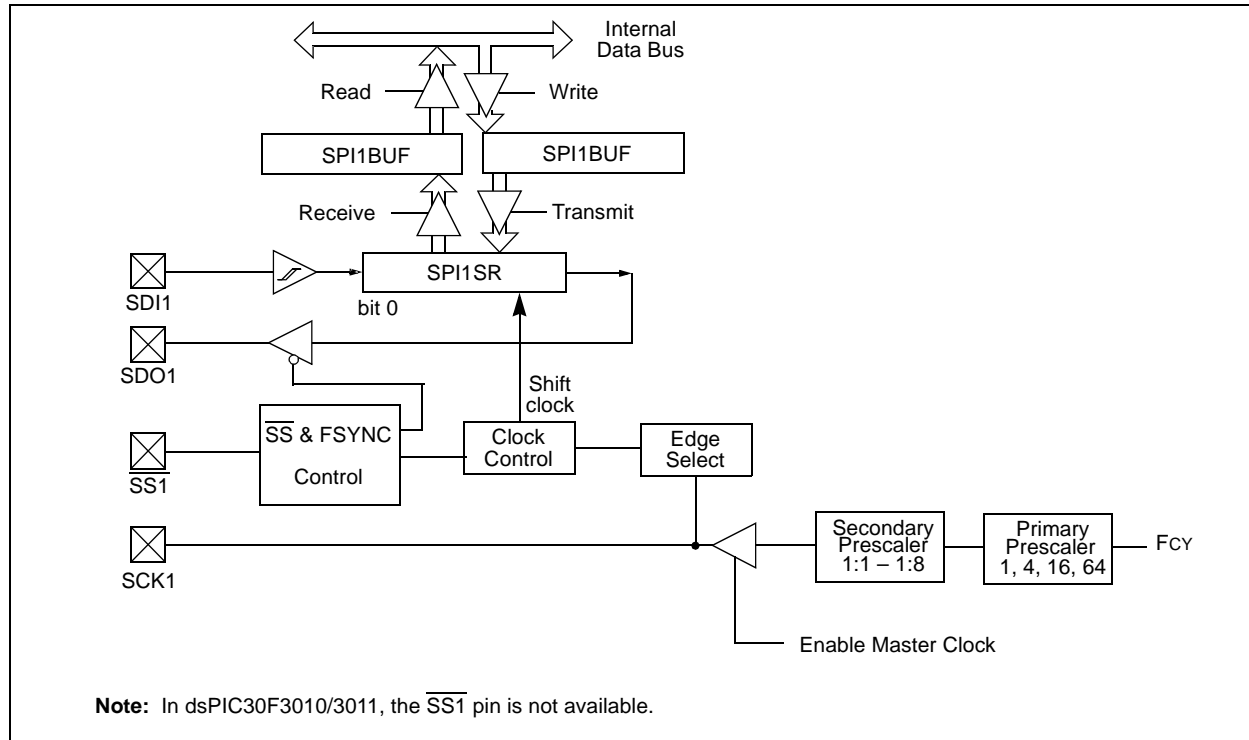 Internal
Data Bus
Read
Write
SPI1BUF
SPI1BUF
Receive
Transmit
SPI1SR
SDI1
bit 0
SDO1
Shift
clock
SS & FSYNC
Control
Clock
Control
Edge
Select
SS1
Secondary
Prescaler
1:1 – 1:8
Primary
Prescaler
1, 4, 16, 64
FCY
SCK1
Enable Master Clock
Note: In dsPIC30F3010/3011, the SS1 pin is not available.